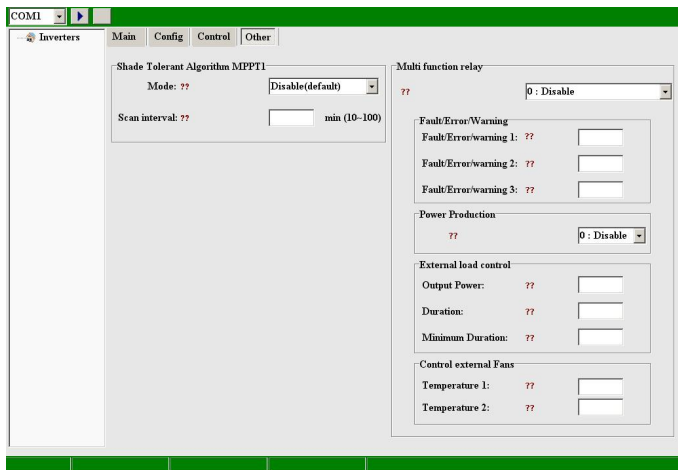 COM1
Inverters
Main Config Control Other
Shade Tolerant Algorithm MPPT1
Mode: ?? Disable(default)
Scan interval: ?? min (10~100)
Multi function relay
?? 0 : Disable
Fault/Error/Warning
Fault/Error/warning 1: ??
Fault/Error/warning 2: ??
Fault/Error/warning 3: ??
Power Production
?? 0 : Disable
External load control
Output Power: ??
Duration: ??
Minimum Duration: ??
Control external Fans
Temperature 1: ??
Temperature 2: ??